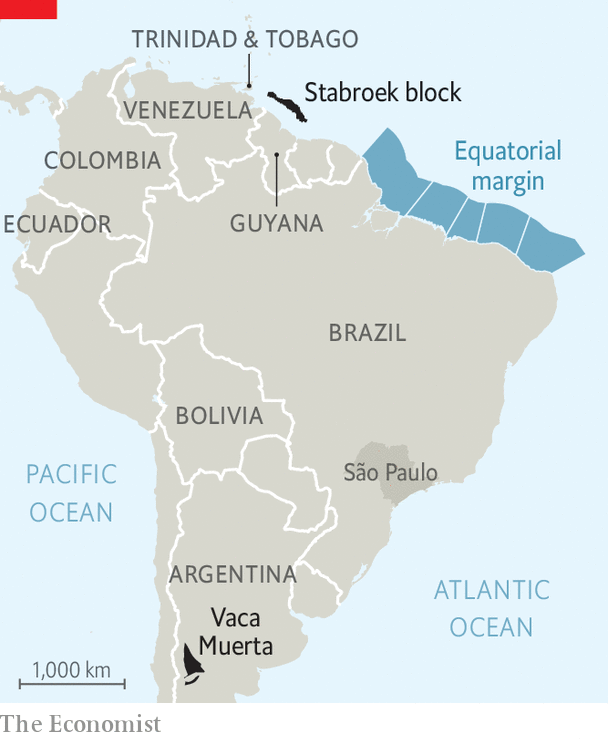 TRINIDAD & TOBAGO
Stabroek block
VENEZUELA
COLOMBIA
Equatorial
margin
ECUADOR
GUYANA
BRAZIL
BOLIVIA
São Paulo
PACIFIC
OCEAN
ARGENTINA
ATLANTIC
OCEAN
Vaca
Muerta
1,000 km
The Economist